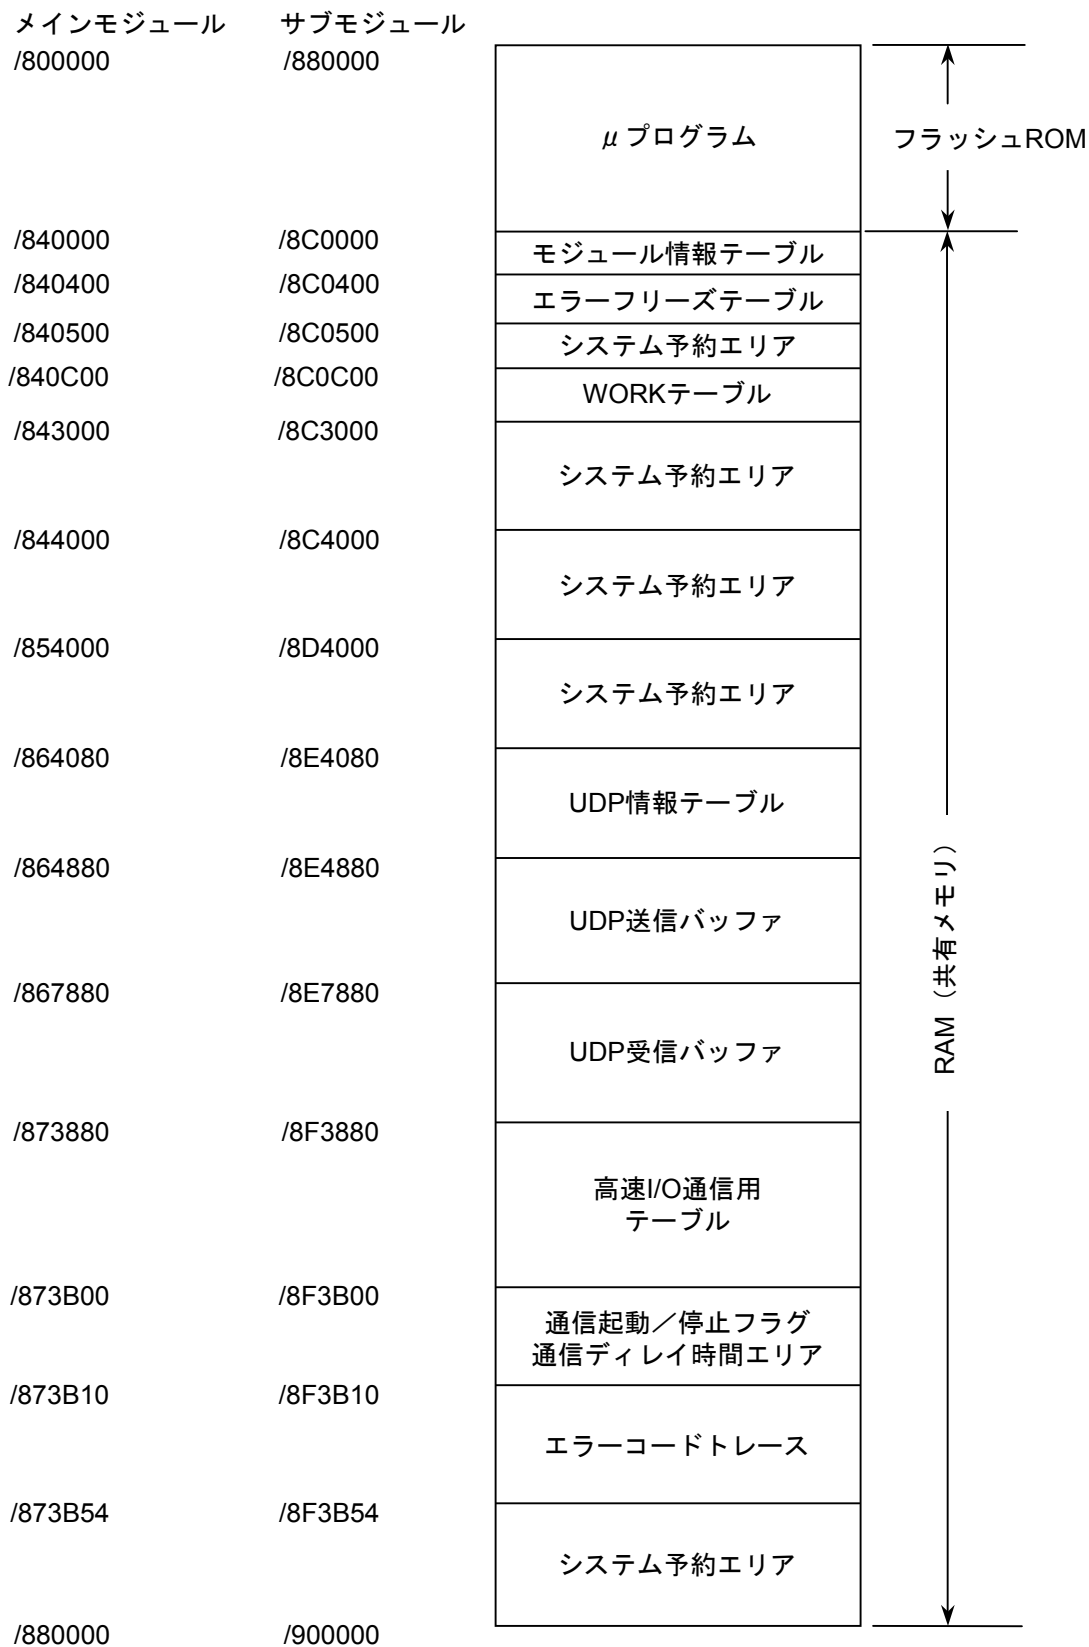 メインモジュール サブモジュール
/800000 /880000
μプログラム
フラッシュROM
/840000 /8C0000
モジュール情報テーブル
/840400 /8C0400
エラーフリーズテーブル
/840500 /8C0500
システム予約エリア
/840C00 /8C0C00
WORKテーブル
/843000 /8C3000
システム予約エリア
/844000 /8C4000
システム予約エリア
/854000 /8D4000
システム予約エリア
/864080 /8E4080
UDP情報テーブル
/864880 /8E4880
UDP送信バッファ
RAM（共有メモリ）
/867880 /8E7880
UDP受信バッファ
/873880 /8F3880
高速I/O通信用
テーブル
/873B00 /8F3B00
通信起動／停止フラグ
通信ディレイ時間エリア
/873B10 /8F3B10
エラーコードトレース
/873B54 /8F3B54
システム予約エリア
/880000 /900000